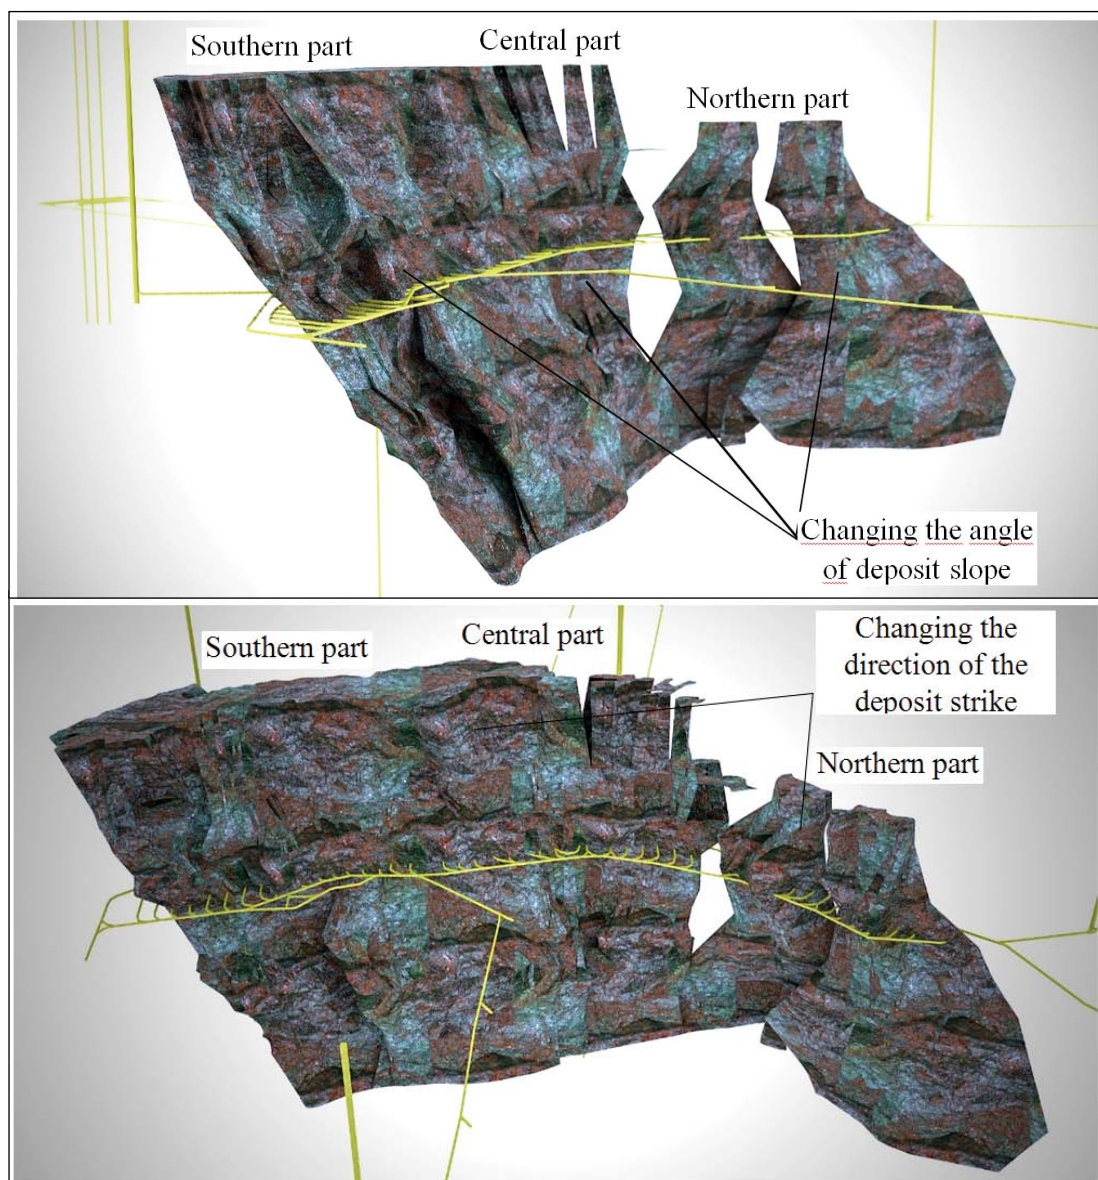 Southern part
Central part
Northern part
Changing the angle
of deposit slope
Southern part
Central part
Changing the
direction of the
deposit strike
Northern part